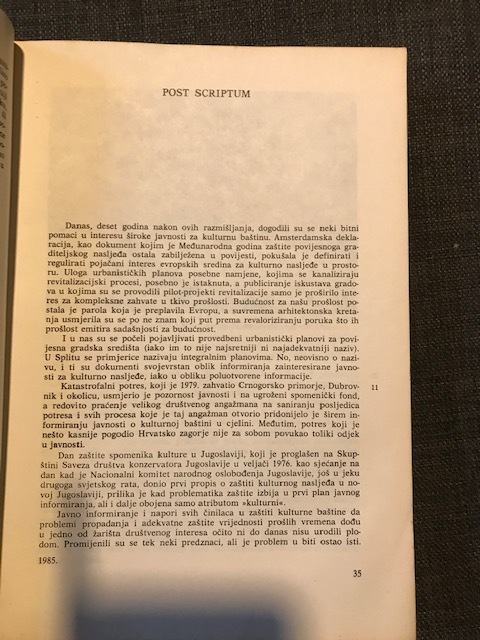 POST SCRIPTUM
Danas, deset godina nakon ovih razmišljanja, dogodili su se neki bitni
pomaci u interesu široke javnosti za kulturnu baštinu. Amsterdamska dekla-
racija, kao dokument kojim je Međunarodna godina zaštite povijesnoga gra-
diteljskog nasljeđa ostala zabilježena u povijesti, pokušala je definirati i
regulirati pojačani interes evropskih sredina za kulturno nasljeđe u prosto-
ru. Uloga urbanističkih planova posebne namjene, kojima se kanaliziraju
revitalizacijski procesi, posebno je istaknuta, a publiciranje iskustava grado-
va u kojima su se provodili pilot-projekti revitalizacije samo je proširilo inte-
res za kompleksne zahvate u tkivo prošlosti. Budućnost za našu prošlost po-
stala je parola koja je preplavila Evropu, a suvremena arhitektonska kreta-
nja usmjerila su se po ne znam koji put prema revaloriziranju poruka što ih
prošlost emitira sadašnjosti za budućnost.
I u nas su se počeli pojavljivati provedbeni urbanistički planovi za povi-
jesna gradska središta (iako im to nije najsretniji ni najadekvatniji naziv).
U Splitu se primjerice nazivaju integralnim planovima. No, neovisno o nazi-
vu, i ti su dokumenti svojevrstan oblik informiranja zainteresirane javno-
sti za kulturno nasljeđe, iako u obliku poluotvorene informacije.
Katastrofalni potres, koji je 1979. zahvatio Crnogorsko primorje, Dubrov-
nik i okolicu, usmjerio je pozornost javnosti i na ugroženi spomenički fond,
a redovito praćenje velikog društvenog angažmana na saniranju posljedica
potresa i svih procesa koje je taj angažman otvorio pridonijelo je širem in-
formiranju javnosti o kulturnoj baštini u cjelini. Međutim, potres koji je
nešto kasnije pogodio Hrvatsko zagorje nije za sobom povukao toliki odjek
u javnosti.
11
Dan zaštite spomenika kulture u Jugoslaviji, koji je proglašen na Skup-
štini Saveza društva konzervatora Jugoslavije u veljači 1976. kao sjećanje na
dan kad je Nacionalni komitet narodnog oslobođenja Jugoslavije, još u jeku
drugoga svjetskog rata, donio prvi propis o zaštiti kulturnog nasljeđa u no-
voj Jugoslaviji, prilika je kad problematika zaštite izbija u prvi plan javnog
informiranja, ali i dalje obojena samo atributom »kulturni«.
Javno informiranje i napori svih činilaca u zaštiti kulturne baštine da
problemi propadanja i adekvatne zaštite vrijednosti prošlih vremena dođu
u jedno od žarišta društvenog interesa očito ni do danas nisu urodili plo-
dom. Promijenili su se tek neki predznaci, ali je problem u biti ostao isti.
1985.
35